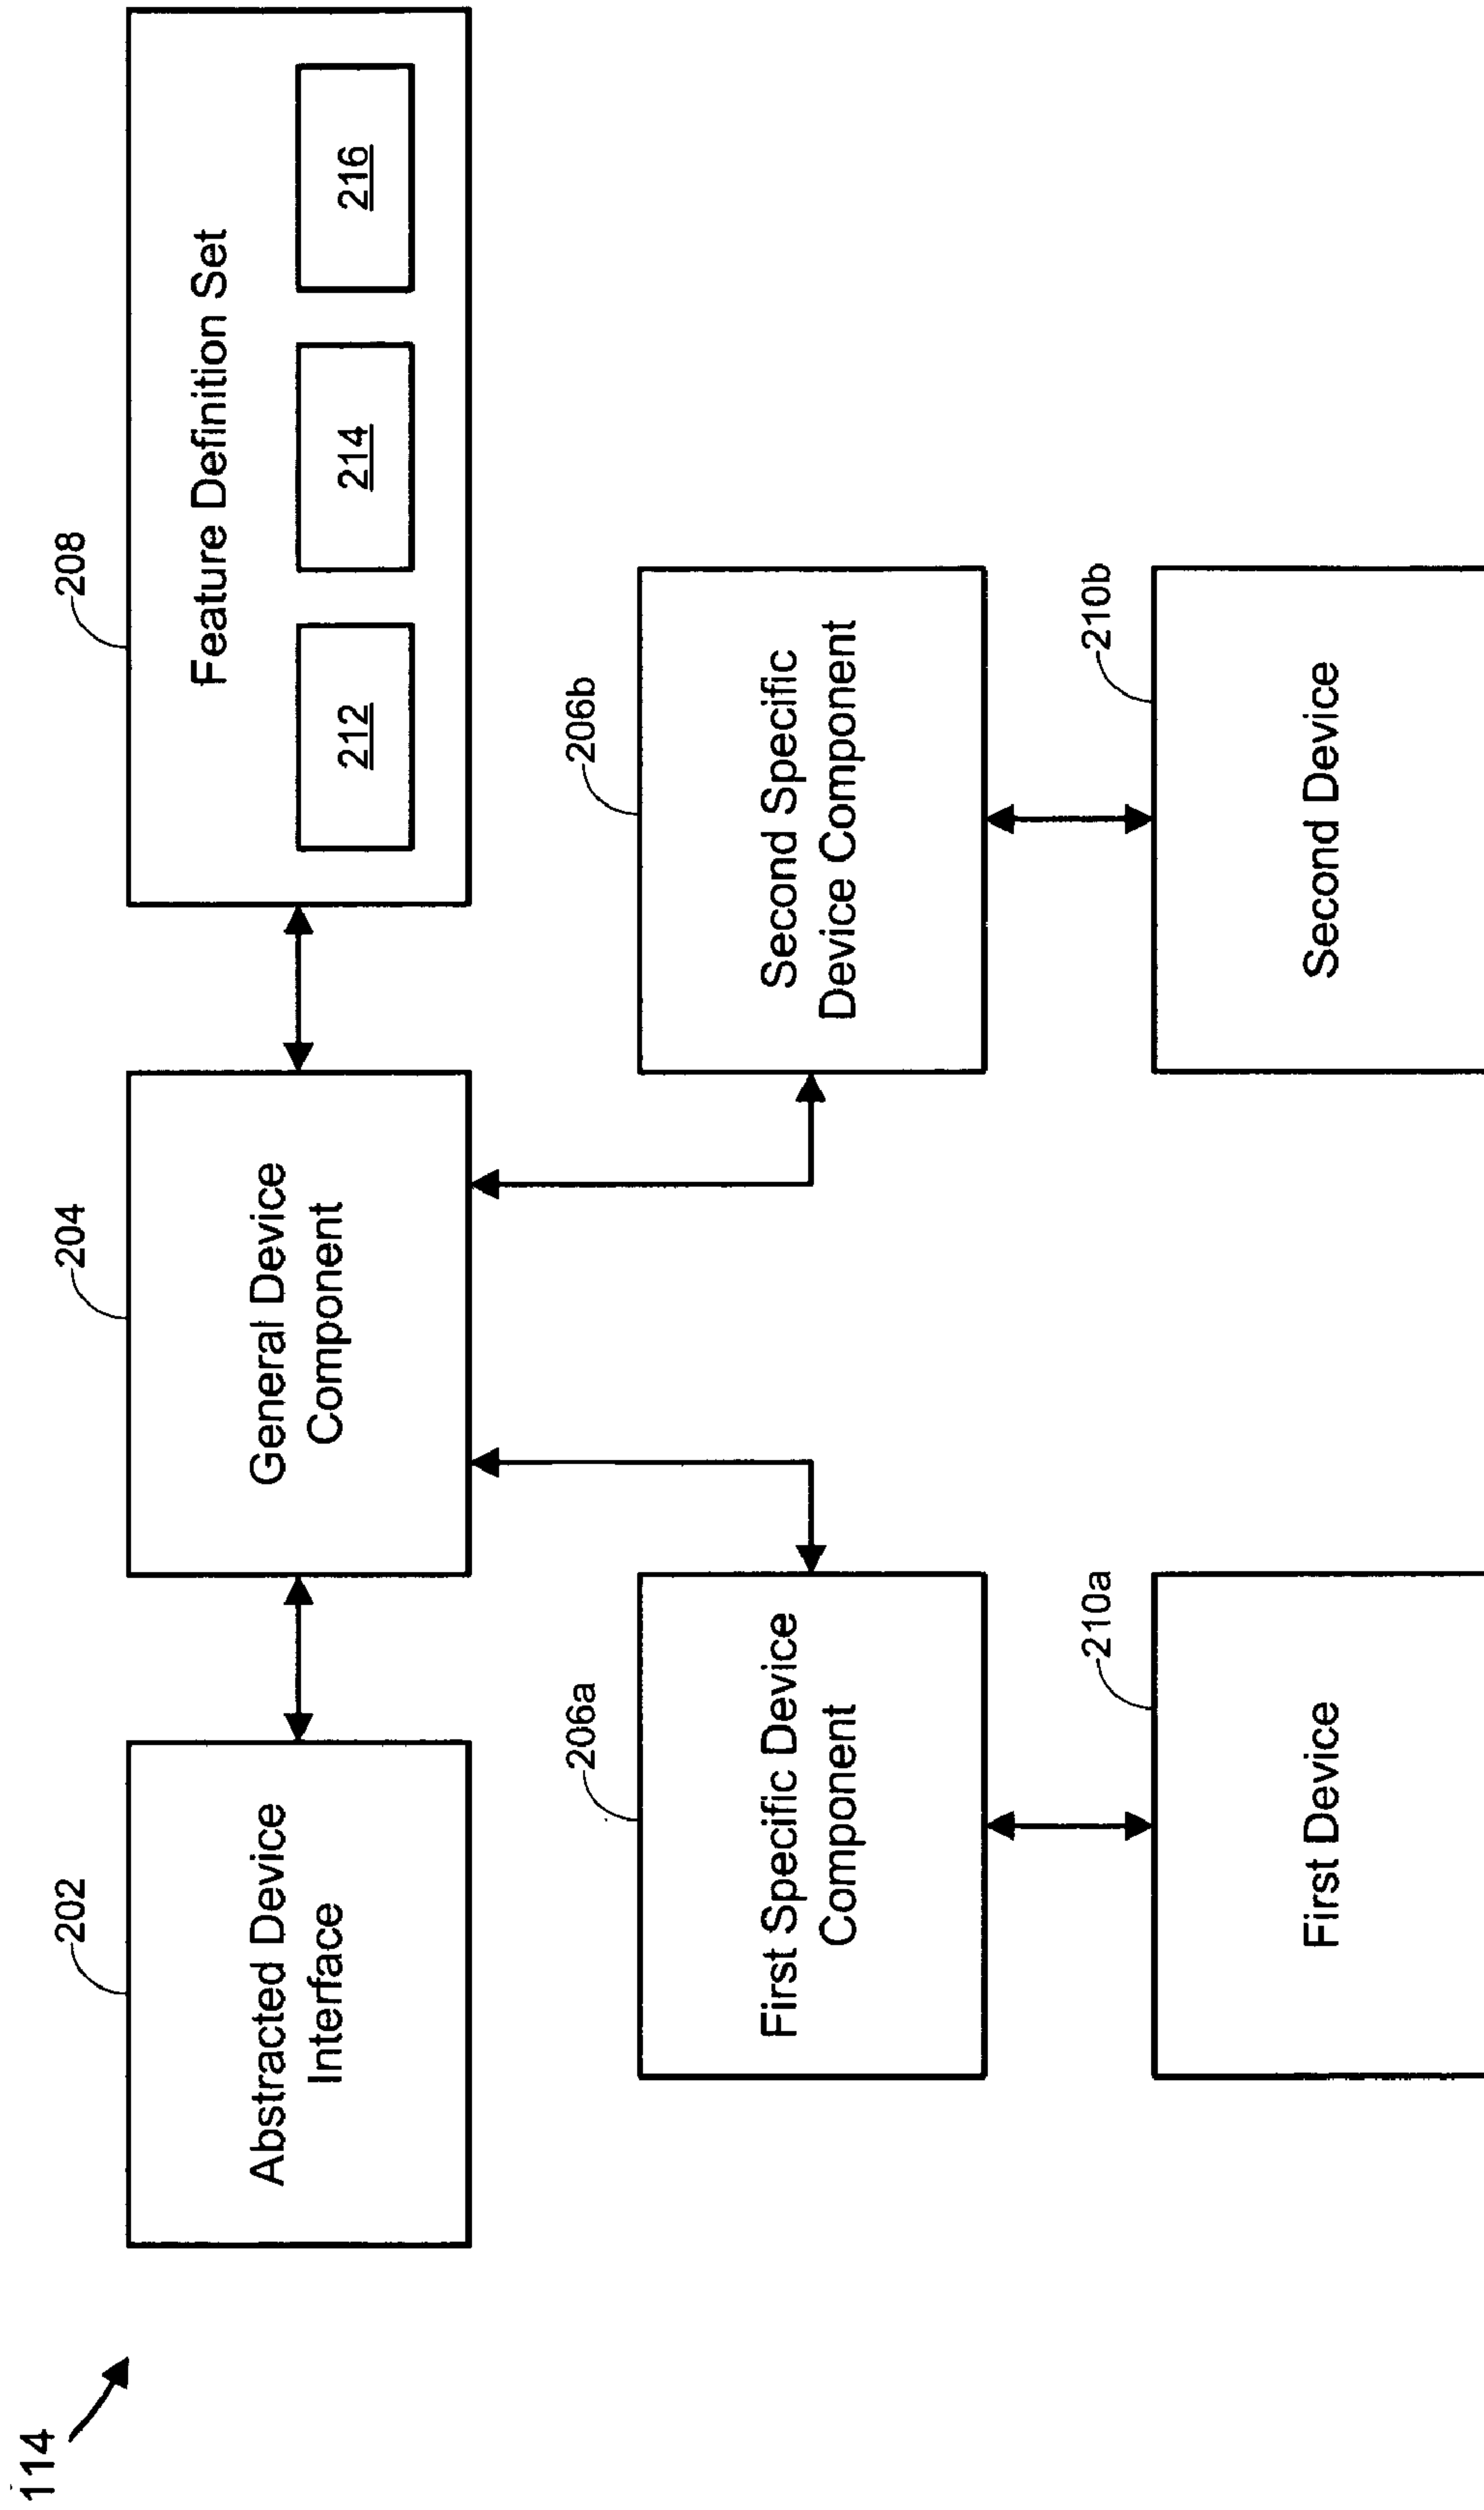 114
202
Abstracted Device
Interface
204
General Device
Component
208
Feature Definition Set
212
214
216
206a
First Specific Device
Component
206b
Second Specific
Device Component
210a
First Device
210b
Second Device